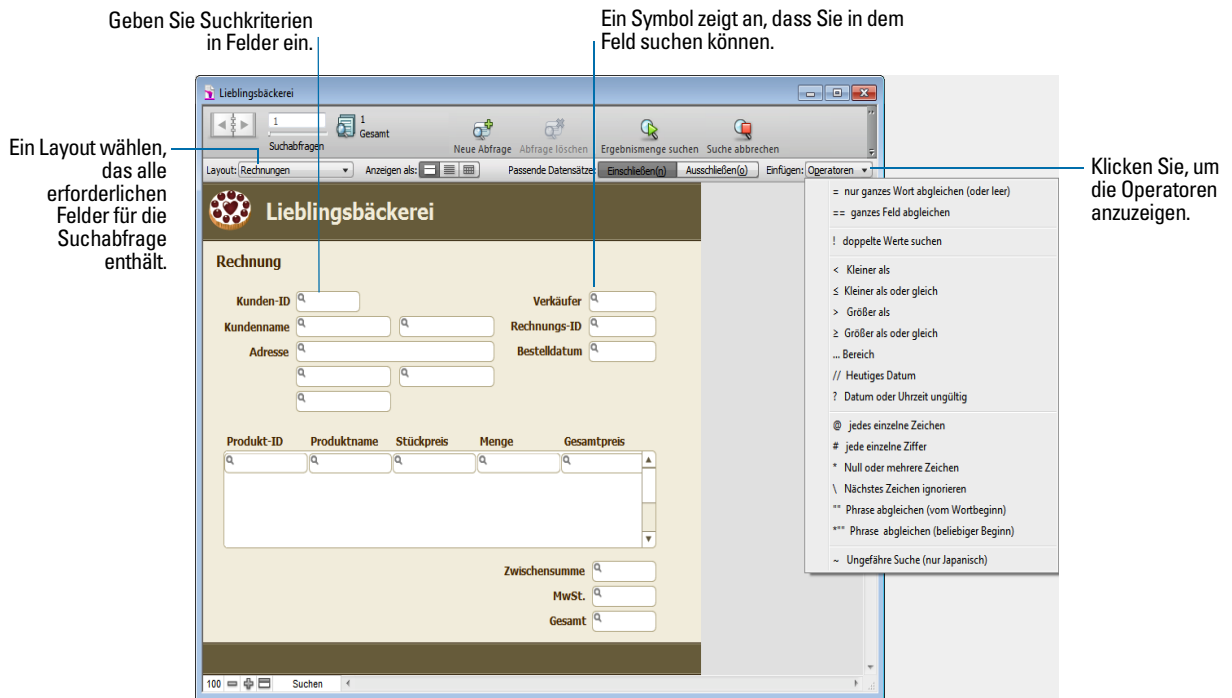 Geben Sie Suchkriterien
in Felder ein.
Ein Symbol zeigt an, dass Sie in dem
Feld suchen können.
Ein Layout wählen,
das alle
erforderlichen
Felder für die
Suchabfrage
enthält.
Klicken Sie, um
die Operatoren
anzuzeigen.
Lieblingsbäckerei
1
Suchabfragen
1
Gesamt
Neue Abfrage
Abfrage löschen
Ergebnismenge suchen
Suche abbrechen
Layout: Rechnungen
Anzeigen als:
Passende Datensätze: Einschließen(n) Ausschließen(o)
Einfügen: Operatoren
= nur ganzes Wort abgleichen (oder leer)
== ganzes Feld abgleichen
! doppelte Werte suchen
< Kleiner als
≤ Kleiner als oder gleich
> Größer als
≥ Größer als oder gleich
... Bereich
// Heutiges Datum
? Datum oder Uhrzeit ungültig
@ jedes einzelne Zeichen
# jede einzelne Ziffer
* Null oder mehrere Zeichen
\ Nächstes Zeichen ignorieren
"" Phrase abgleichen (vom Wortbeginn)
*"" Phrase abgleichen (beliebiger Beginn)
~ Ungefähre Suche (nur Japanisch)
Lieblingsbäckerei
Rechnung
Kunden-ID
Verkäufer
Kundenname
Rechnungs-ID
Adresse
Bestelldatum
Produkt-ID Produktname Stückpreis Menge Gesamtpreis
Zwischensumme
MwSt.
Gesamt
100
Suchen